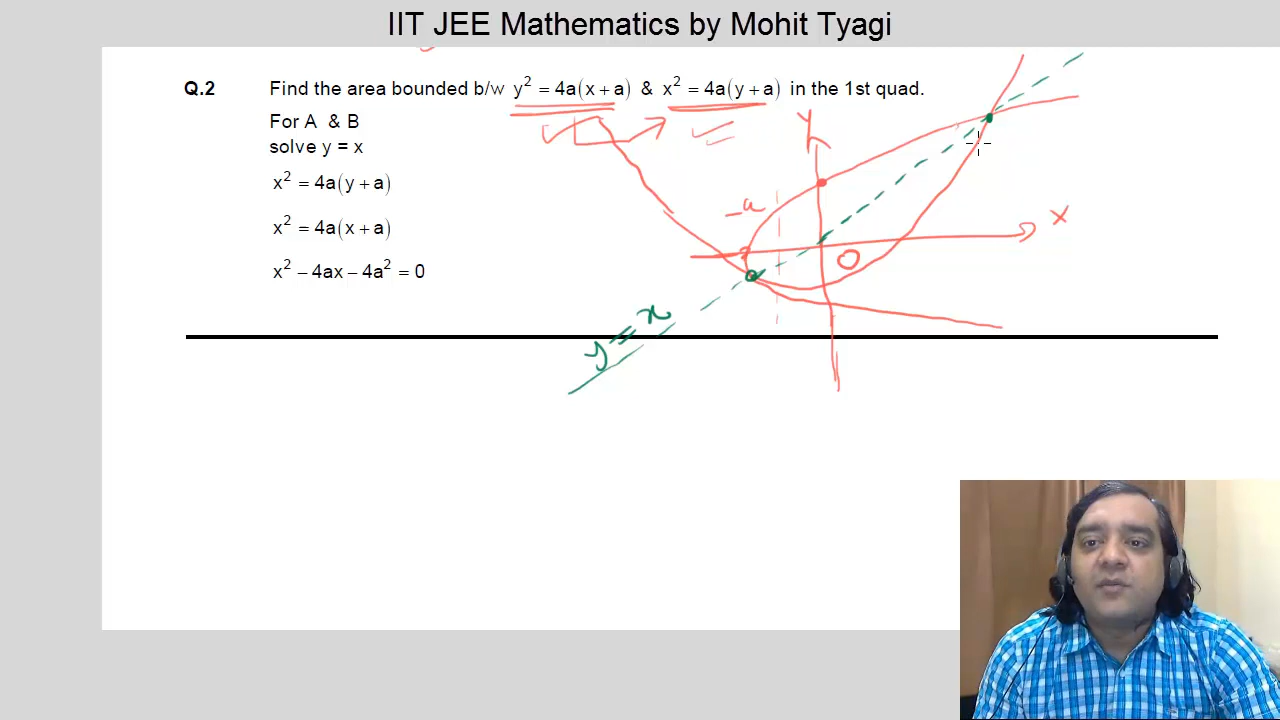 IIT JEE Mathematics by Mohit Tyagi
Q.2 Find the area bounded b/w y² = 4a(x + a) & x² = 4a(y + a) in the 1st quad.
For A & B
solve y = x
x² = 4a(y + a)
x² = 4a(x + a)
x² − 4ax − 4a² = 0
y
−a
x
O
y = x